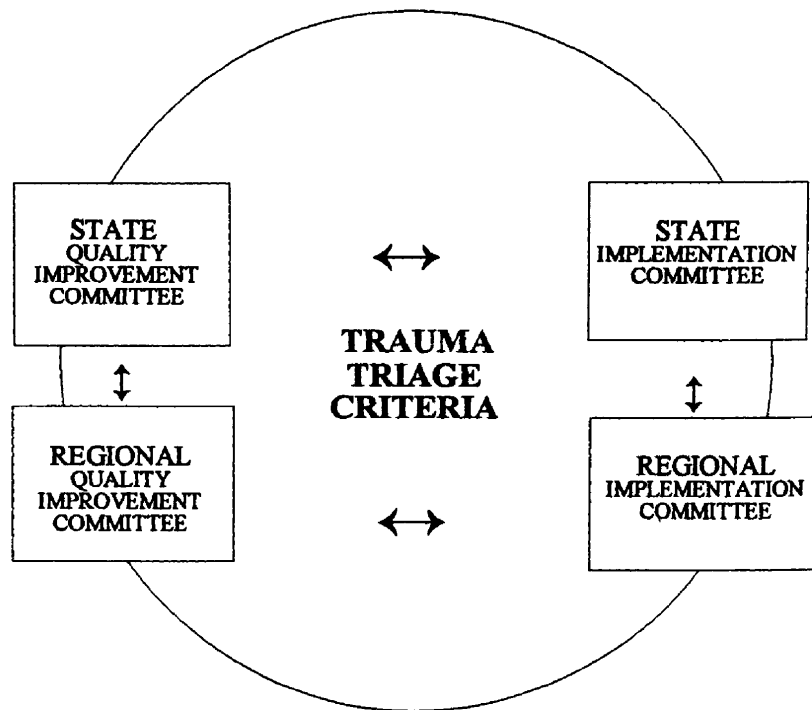 STATE
QUALITY
IMPROVEMENT
COMMITTEE
STATE
IMPLEMENTATION
COMMITTEE
TRAUMA
TRIAGE
CRITERIA
REGIONAL
QUALITY
IMPROVEMENT
COMMITTEE
REGIONAL
IMPLEMENTATION
COMMITTEE